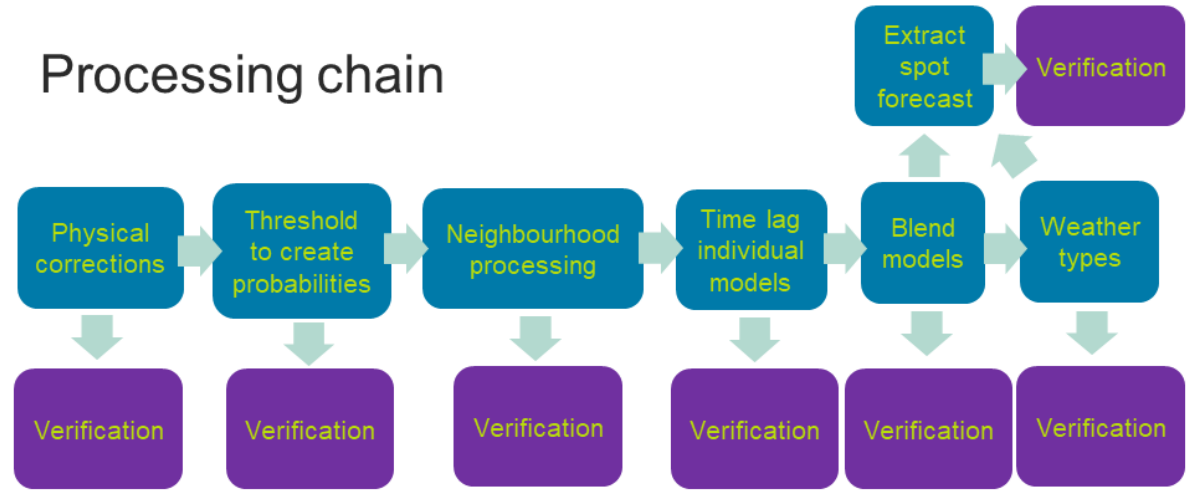 Processing chain
Extract
spot
forecast
Verification
Physical
corrections
Threshold
to create
probabilities
Neighbourhood
processing
Time lag
individual
models
Blend
models
Weather
types
Verification
Verification
Verification
Verification
Verification
Verification